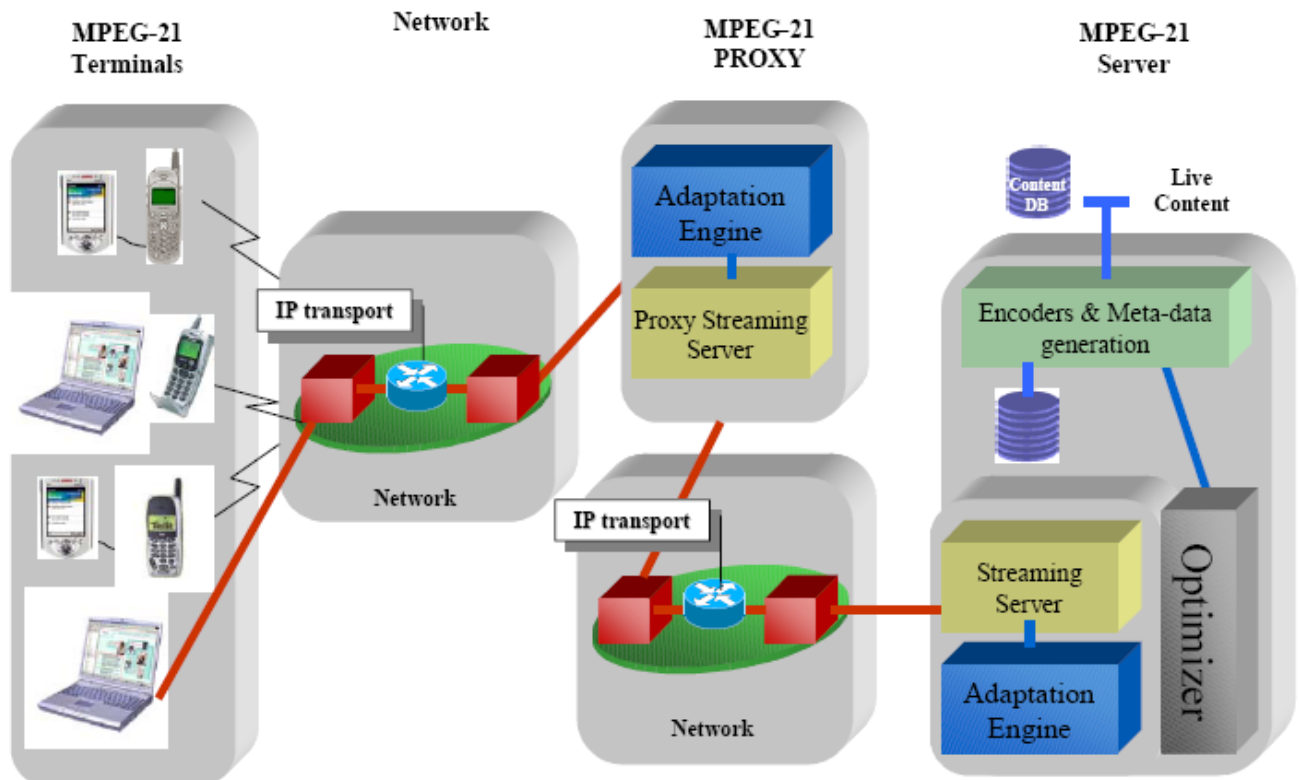 MPEG-21
Terminals
Network
MPEG-21
PROXY
MPEG-21
Server
Adaptation
Engine
Proxy Streaming
Server
Content
DB
Live
Content
Encoders & Meta-data
generation
IP transport
Network
IP transport
Network
Streaming
Server
Adaptation
Engine
Optimizer